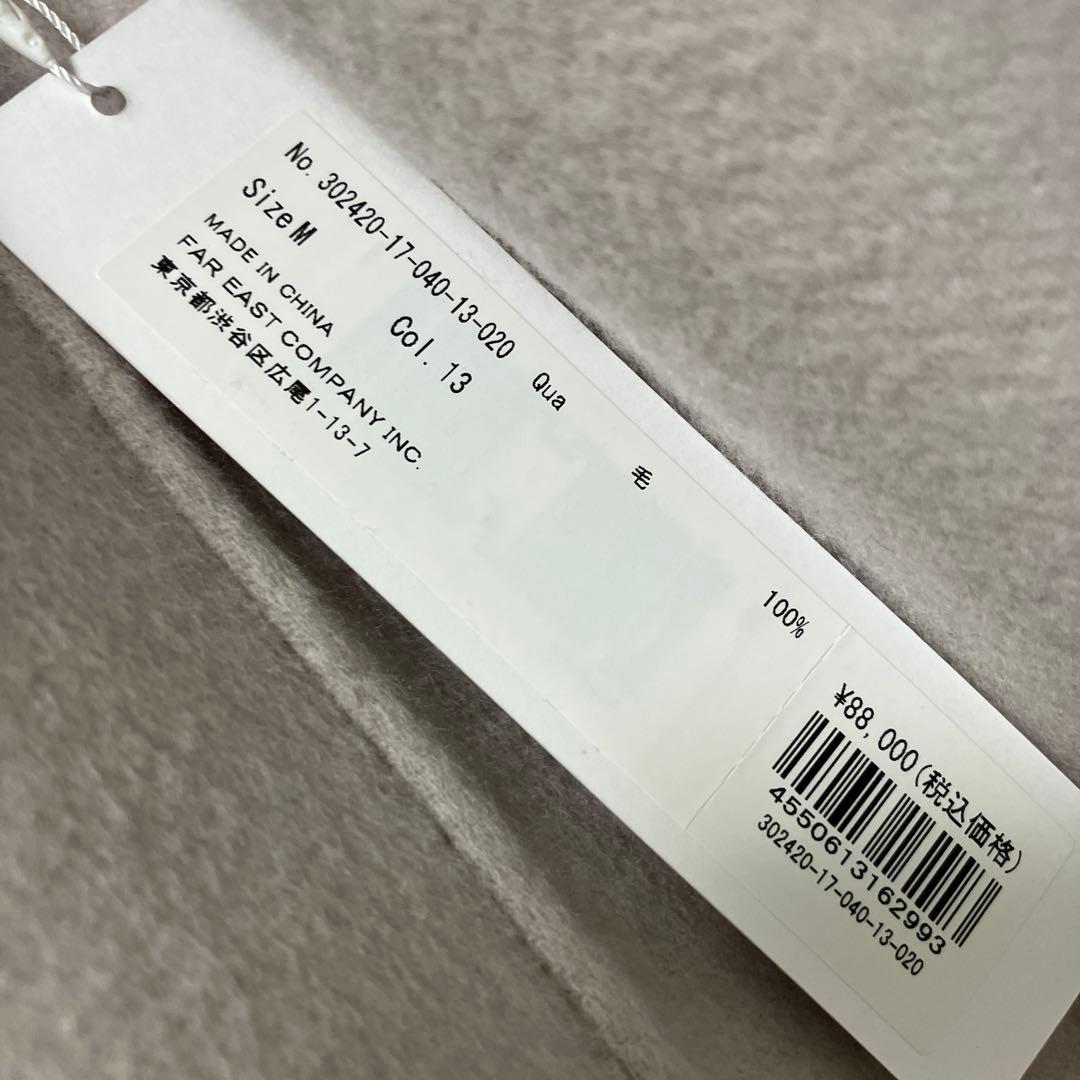 No. 302420-17-040-13-020
Size M Col. 13
MADE IN CHINA
FAR EAST COMPANY INC.
東京都渋谷区広尾1-13-7
Qua
毛 100%
¥88,000(税込価格)
4550613162993
302420-17-040-13-020